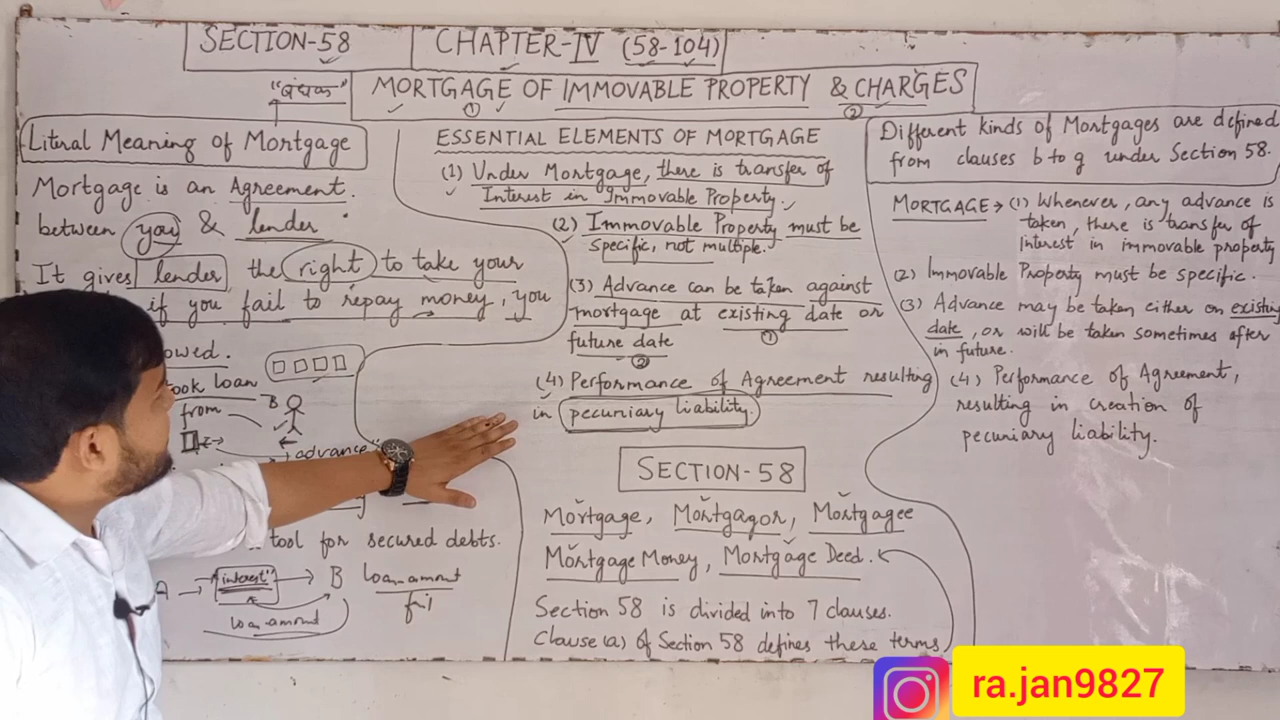 SECTION-58
CHAPTER-IV (58-104)
"बंधक"
MORTGAGE OF IMMOVABLE PROPERTY & CHARGES
① ②
Literal Meaning of Mortgage
Mortgage is an Agreement
between you & lender
It gives lender the right to take your
if you fail to repay money, you
owed.
ook loan
from
B
advance
tool for secured debts.
A → "interest" → B loan-amount
loan-amount
ESSENTIAL ELEMENTS OF MORTGAGE
(1) Under Mortgage, there is transfer of
Interest in Immovable Property.
(2) Immovable Property must be
specific, not multiple.
(3) Advance can be taken against
mortgage at existing date or
①
future date
②
(4) Performance of Agreement resulting
in pecuniary liability.
SECTION-58
Mortgage, Mortgagor, Mortgagee
Mortgage Money, Mortgage Deed.
Section 58 is divided into 7 clauses.
Clause (a) of Section 58 defines these terms
Different kinds of Mortgages are defined
from clauses b to g under Section 58.
MORTGAGE → (1) Whenever, any advance is
taken, there is transfer of
Interest in immovable property
(2) Immovable Property must be specific.
(3) Advance may be taken either on existing
date, or will be taken sometimes after
in future.
(4) Performance of Agreement,
resulting in creation of
pecuniary liability.
ra.jan9827